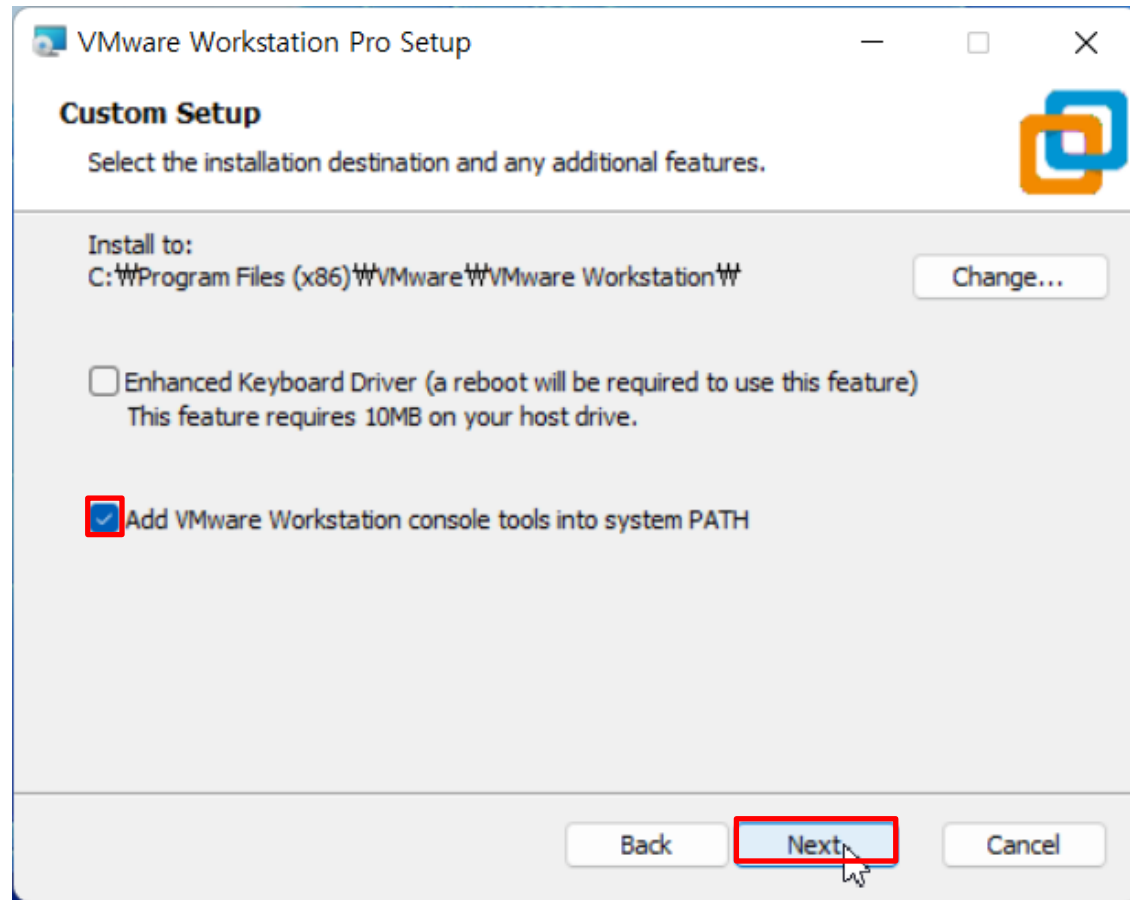 VMware Workstation Pro Setup
Custom Setup
Select the installation destination and any additional features.
Install to:
C:₩Program Files (x86)₩VMware₩VMware Workstation₩
Change...
Enhanced Keyboard Driver (a reboot will be required to use this feature)
This feature requires 10MB on your host drive.
Add VMware Workstation console tools into system PATH
Back
Next
Cancel